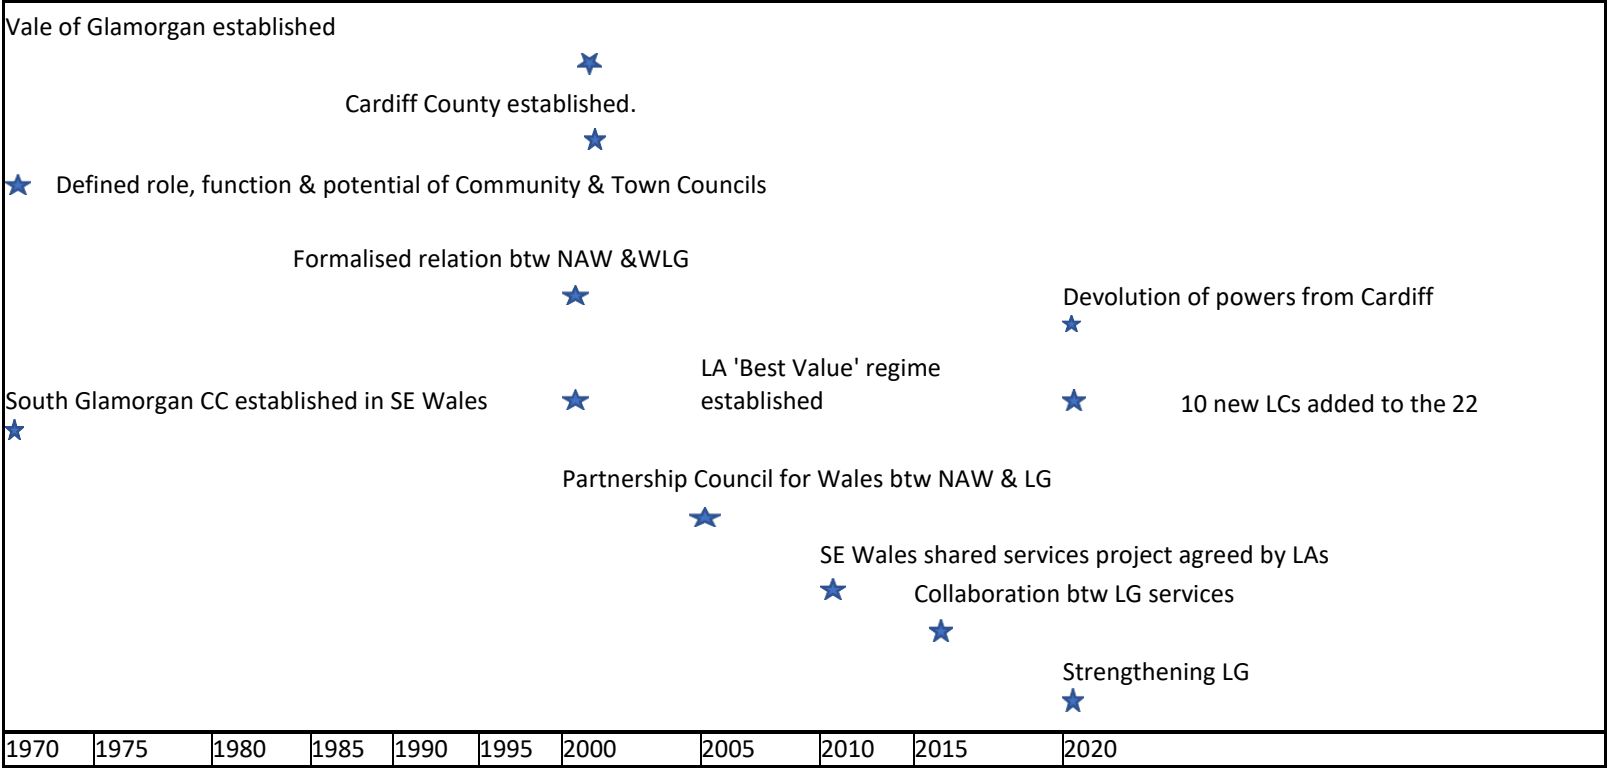 Vale of Glamorgan established
Cardiff County established.
Defined role, function & potential of Community & Town Councils
Formalised relation btw NAW &WLG
Devolution of powers from Cardiff
LA 'Best Value' regime
established
South Glamorgan CC established in SE Wales
10 new LCs added to the 22
Partnership Council for Wales btw NAW & LG
SE Wales shared services project agreed by LAs
Collaboration btw LG services
Strengthening LG
1970 1975 1980 1985 1990 1995 2000 2005 2010 2015 2020